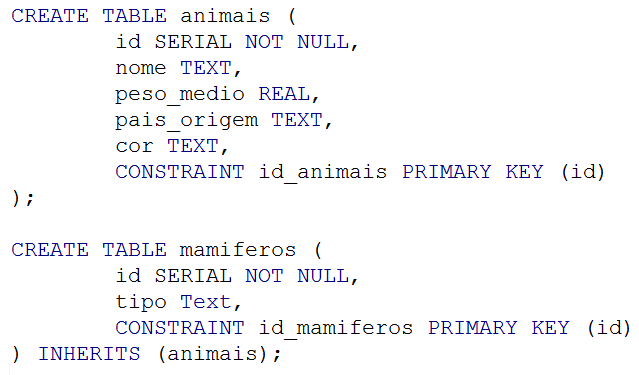 CREATE TABLE animais (
id SERIAL NOT NULL,
nome TEXT,
peso_medio REAL,
pais_origem TEXT,
cor TEXT,
CONSTRAINT id_animais PRIMARY KEY (id)
);
CREATE TABLE mamiferos (
id SERIAL NOT NULL,
tipo Text,
CONSTRAINT id_mamiferos PRIMARY KEY (id)
) INHERITS (animais);